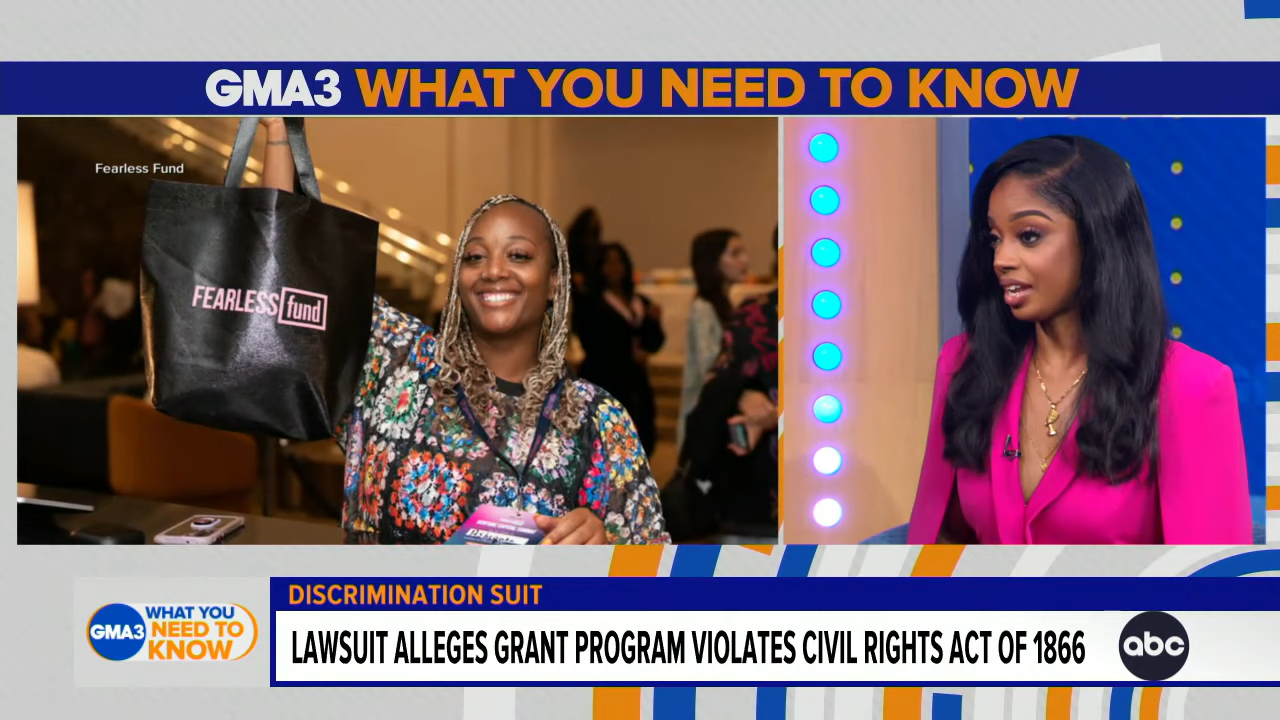 GMA3 WHAT YOU NEED TO KNOW
Fearless Fund
FEARLESS fund
DISCRIMINATION SUIT
LAWSUIT ALLEGES GRANT PROGRAM VIOLATES CIVIL RIGHTS ACT OF 1866
GMA3
WHAT YOU
NEED TO
KNOW
abc